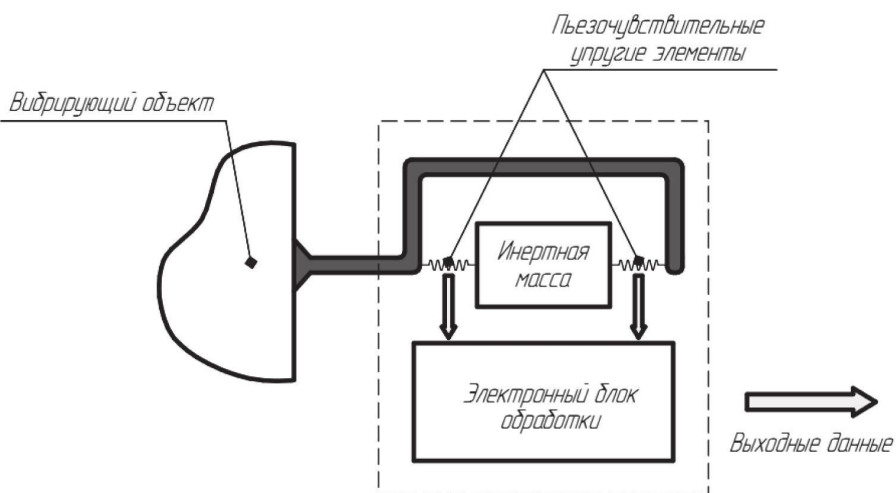 Пьезочувствительные
упругие элементы
Вибрирующий объект
Инертная
масса
Электронный блок
обработки
Выходные данные